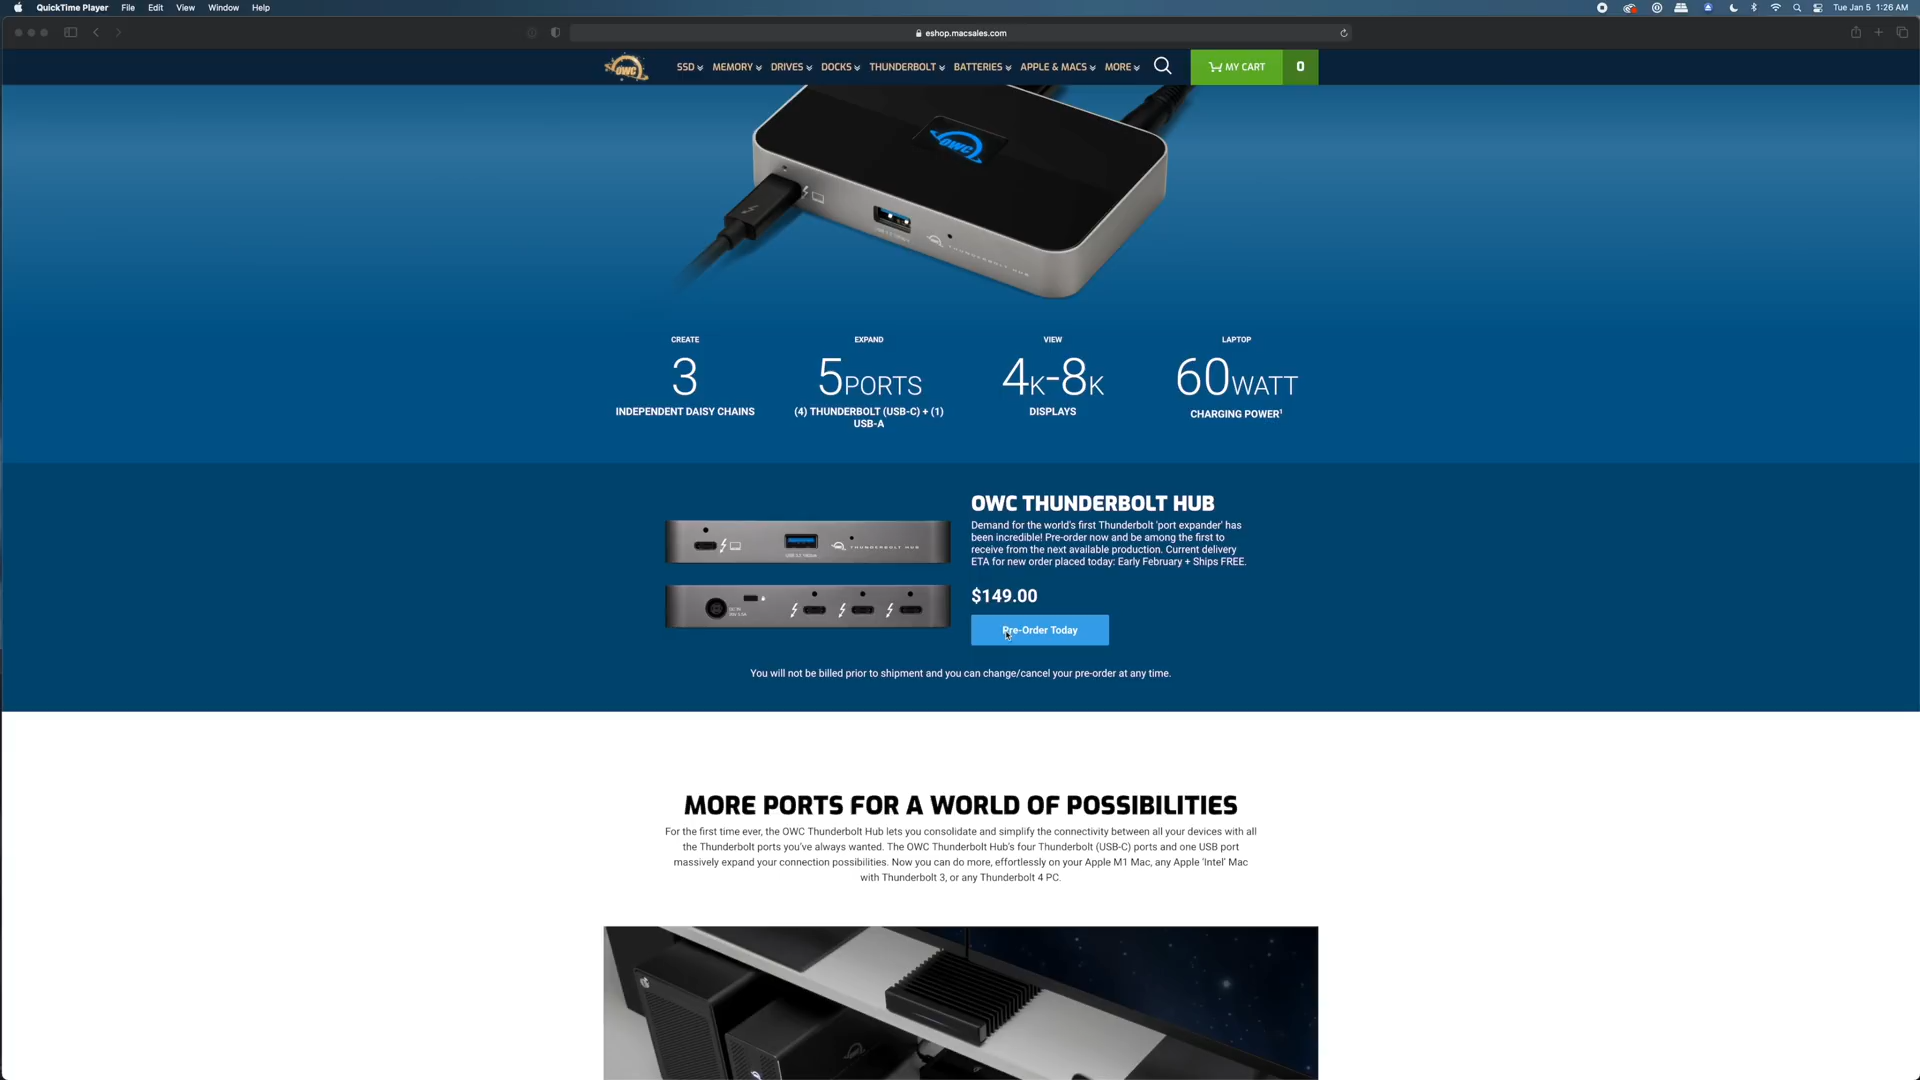 QuickTime Player File Edit View Window Help
Tue Jan 5 1:26 AM
eshop.macsales.com
OWC SSD MEMORY DRIVES DOCKS THUNDERBOLT BATTERIES APPLE & MACS MORE MY CART 0
OWC
THUNDERBOLT HUB
CREATE
3
INDEPENDENT DAISY CHAINS
EXPAND
5PORTS
(4) THUNDERBOLT (USB-C) + (1)
USB-A
VIEW
4K-8K
DISPLAYS
LAPTOP
60WATT
CHARGING POWER¹
THUNDERBOLT HUB
OWC THUNDERBOLT HUB
Demand for the world's first Thunderbolt 'port expander' has
been incredible! Pre-order now and be among the first to
receive from the next available production. Current delivery
ETA for new order placed today: Early February + Ships FREE.
$149.00
Pre-Order Today
You will not be billed prior to shipment and you can change/cancel your pre-order at any time.
MORE PORTS FOR A WORLD OF POSSIBILITIES
For the first time ever, the OWC Thunderbolt Hub lets you consolidate and simplify the connectivity between all your devices with all
the Thunderbolt ports you've always wanted. The OWC Thunderbolt Hub's four Thunderbolt (USB-C) ports and one USB port
massively expand your connection possibilities. Now you can do more, effortlessly on your Apple M1 Mac, any Apple 'Intel' Mac
with Thunderbolt 3, or any Thunderbolt 4 PC.